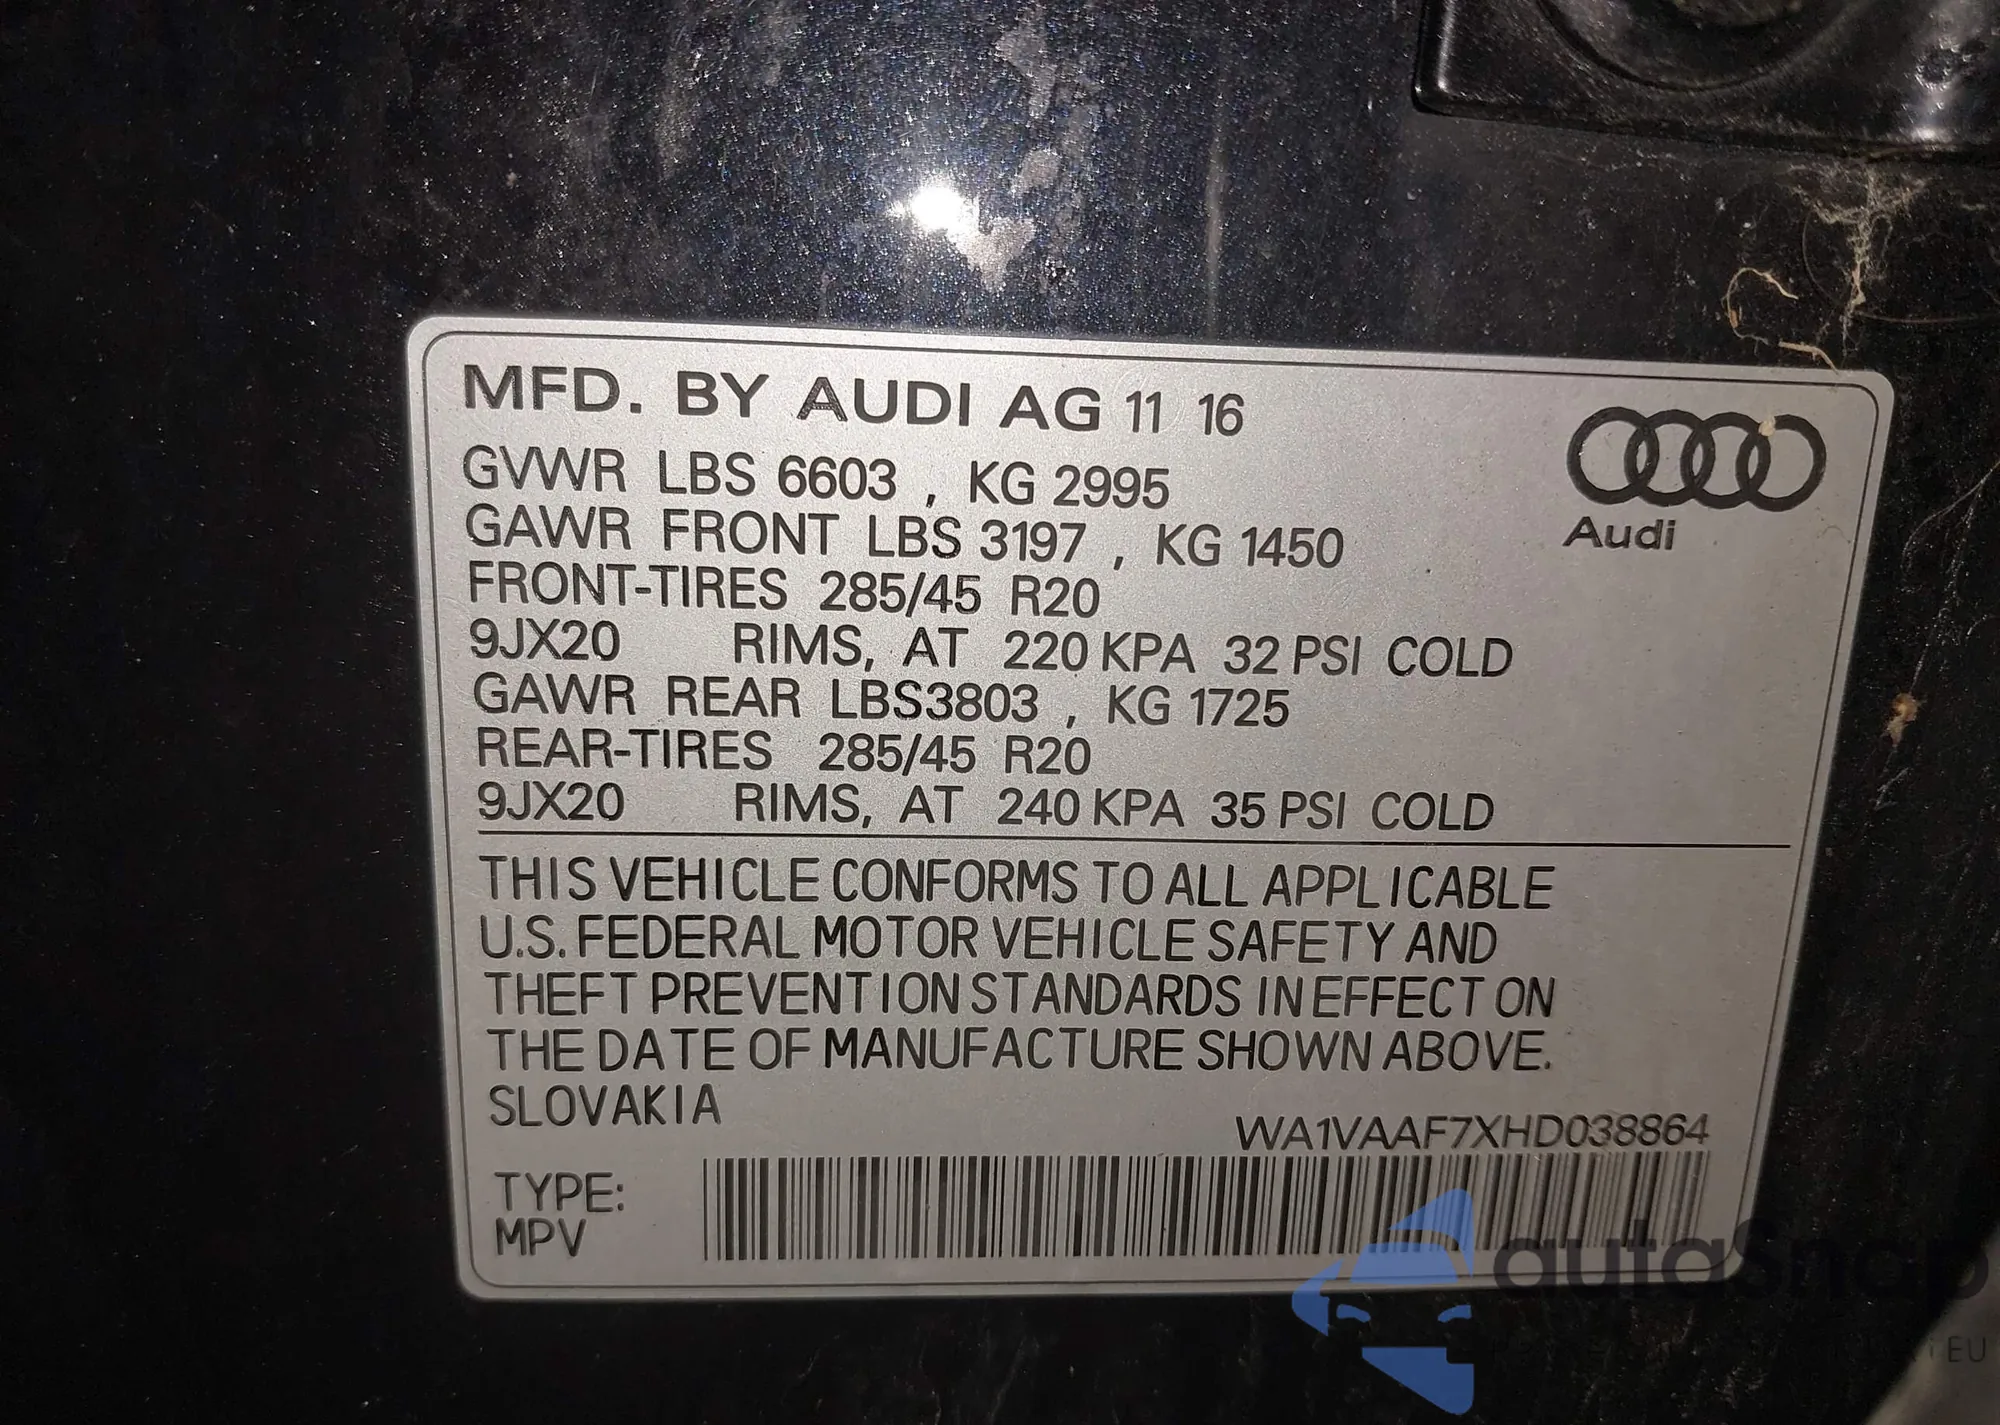 MFD. BY AUDI AG 11 16
GVWR LBS 6603 , KG 2995
GAWR FRONT LBS 3197 , KG 1450
Audi
FRONT-TIRES 285/45 R20
9JX20 RIMS, AT 220 KPA 32 PSI COLD
GAWR REAR LBS3803 , KG 1725
REAR-TIRES 285/45 R20
9JX20 RIMS, AT 240 KPA 35 PSI COLD
THIS VEHICLE CONFORMS TO ALL APPLICABLE
U.S. FEDERAL MOTOR VEHICLE SAFETY AND
THEFT PREVENTION STANDARDS IN EFFECT ON
THE DATE OF MANUFACTURE SHOWN ABOVE.
SLOVAKIA
WA1VAAF7XHD038864
TYPE:
MPV
autosnap
EU